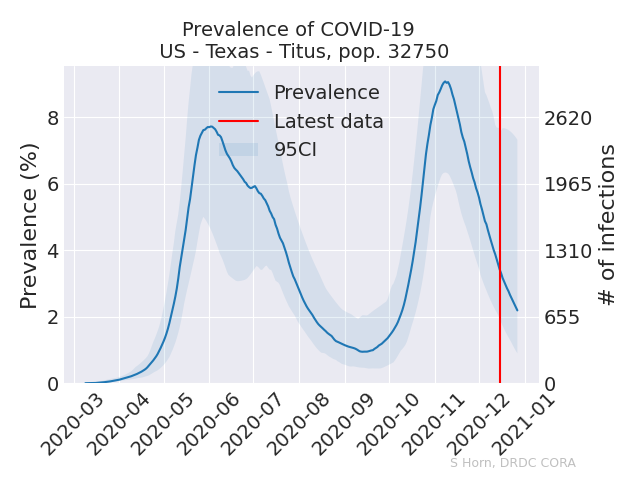 Prevalence of COVID-19
US - Texas - Titus, pop. 32750
Prevalence
Latest data
95CI
Prevalence (%)
8
6
4
2
0
# of infections
2620
1965
1310
655
0
2020-03
2020-04
2020-05
2020-06
2020-07
2020-08
2020-09
2020-10
2020-11
2020-12
2021-01
S Horn, DRDC CORA